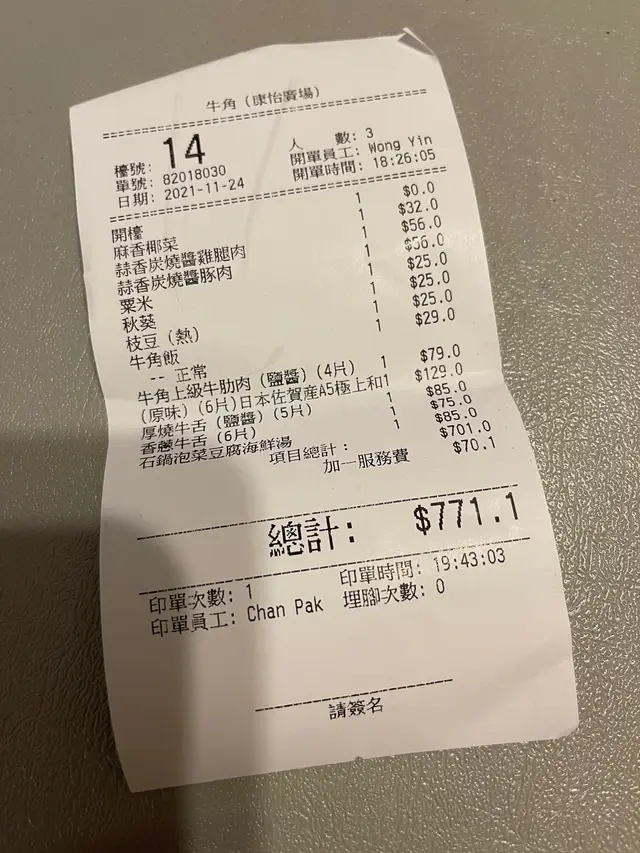 牛角 (康怡廣場)
檯號: 14 人 數: 3
單號: 82018030 開單員工: Wong Yin
日期: 2021-11-24 開單時間: 18:26:05
開檯 1 $0.0
麻香椰菜 1 $32.0
蒜香炭燒醬雞腿肉 1 $56.0
蒜香炭燒醬豚肉 1 $56.0
粟米 1 $25.0
秋葵 1 $25.0
枝豆 (熱) 1 $25.0
牛角飯 1 $29.0
-- 正常
牛角上級牛肋肉 (鹽醬) (4片) 1 $79.0
(原味) (6片)日本佐賀産A5極上和1 $129.0
厚燒牛舌 (鹽醬) (5片) 1 $85.0
香蔥牛舌 (6片) 1 $75.0
石鍋泡菜豆腐海鮮湯 1 $85.0
項目總計: $701.0
加一服務費 $70.1
總計: $771.1
印單次數: 1 印單時間: 19:43:03
印單員工: Chan Pak 埋腳次數: 0
請簽名